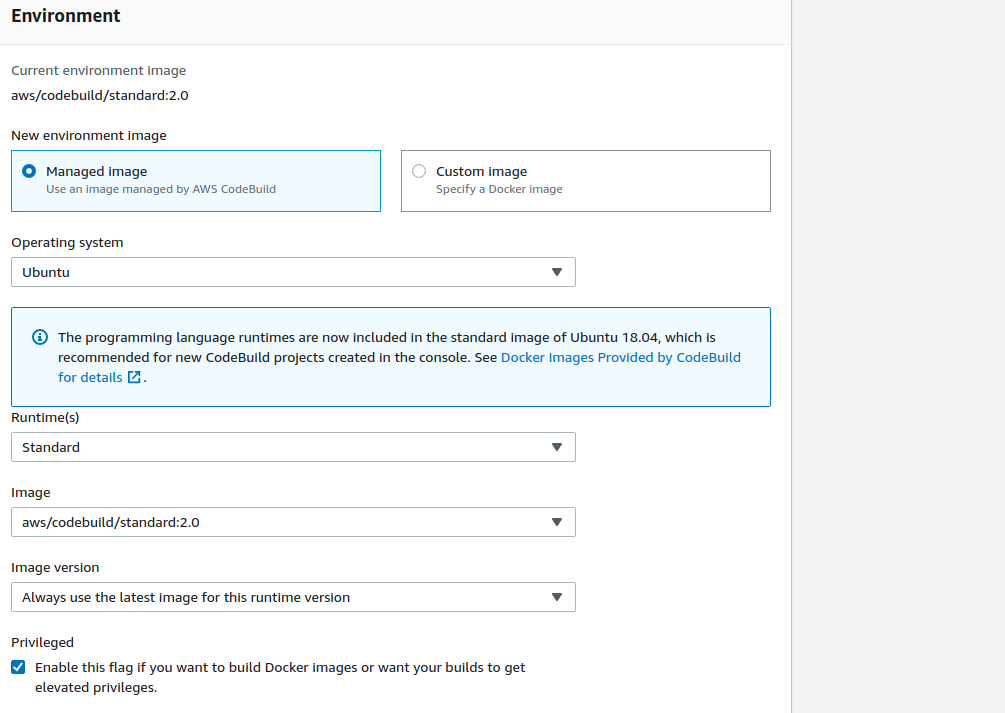 Environment
Current environment image
aws/codebuild/standard:2.0
New environment image
Managed image
Use an image managed by AWS CodeBuild
Custom image
Specify a Docker image
Operating system
Ubuntu
The programming language runtimes are now included in the standard image of Ubuntu 18.04, which is
recommended for new CodeBuild projects created in the console. See Docker Images Provided by CodeBuild
for details .
Runtime(s)
Standard
Image
aws/codebuild/standard:2.0
Image version
Always use the latest image for this runtime version
Privileged
Enable this flag if you want to build Docker images or want your builds to get
elevated privileges.